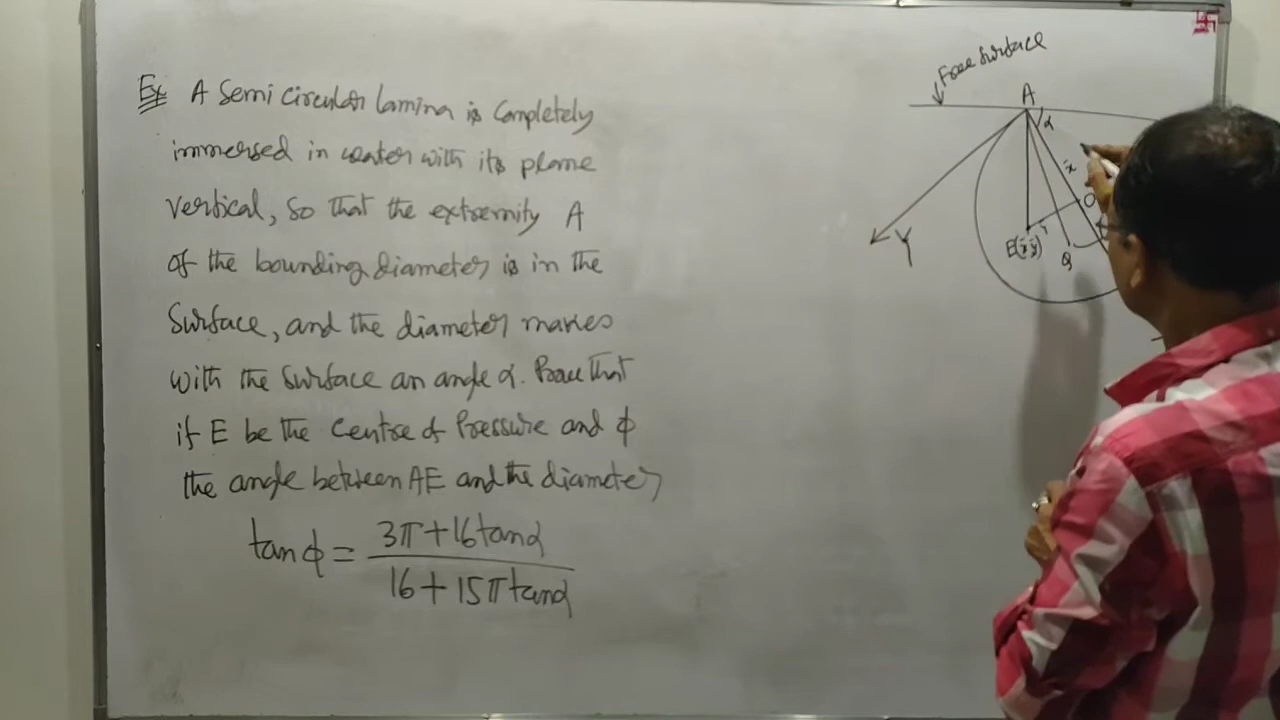 Ex A Semi circular lamina is Completely
immersed in water with its plane
vertical, so that the extremity A
of the bounding diameter is in the
Surface, and the diameter makes
with the surface an angle α. Prove that
if E be the Centre of Pressure and ϕ
the angle between AE and the diameter
tan ϕ = 3π+16 tanα / 16+15π tanα
Free Surface
A
α
x̄
Y
E(x̄ ȳ)
Q